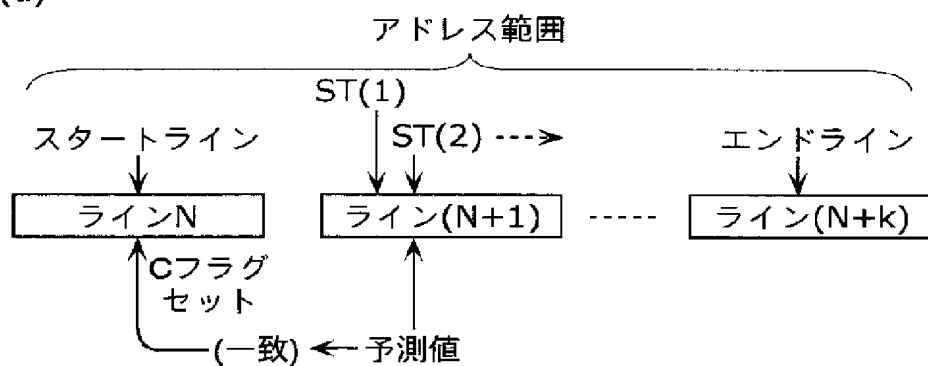 アドレス範囲
ST(1)
スタートライン
ST(2)
エンドライン
ラインN
ライン(N+1)
ライン(N+k)
Cフラグ
セット
(一致)
予測値